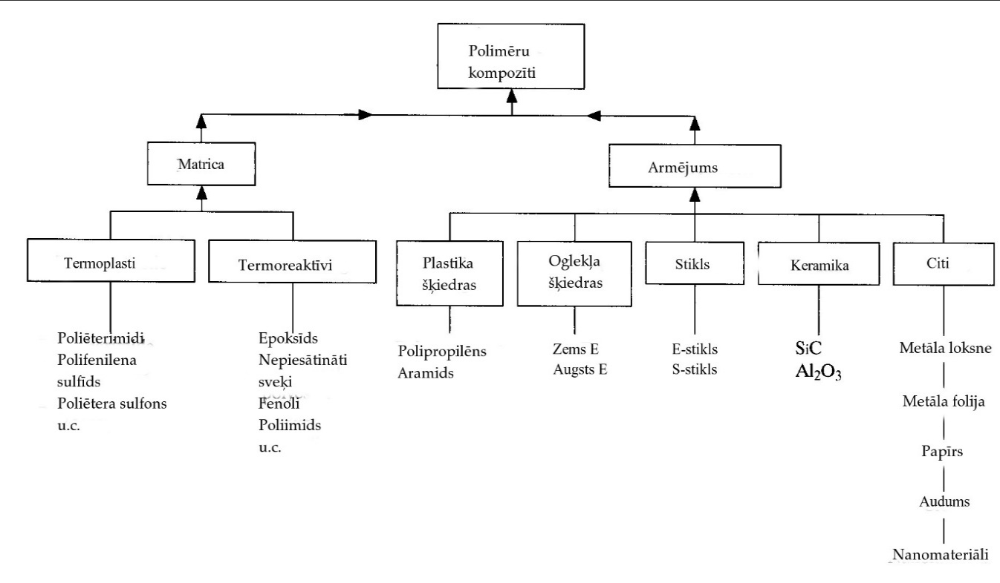 Polimēru
kompozīti
Matrica
Armējums
Termoplasti
Termoreaktīvi
Plastika
šķiedras
Oglekļa
šķiedras
Stikls
Keramika
Citi
Poliēterimidi
Polifenilena
sulfīds
Poliētera sulfons
u.c.
Epoksīds
Nepiesātināti
sveķi
Fenoli
Poliimids
u.c.
Polipropilēns
Aramids
Zems E
Augsts E
E-stikls
S-stikls
SiC
Al₂O₃
Metāla loksne
Metāla folija
Papīrs
Audums
Nanomateriāli